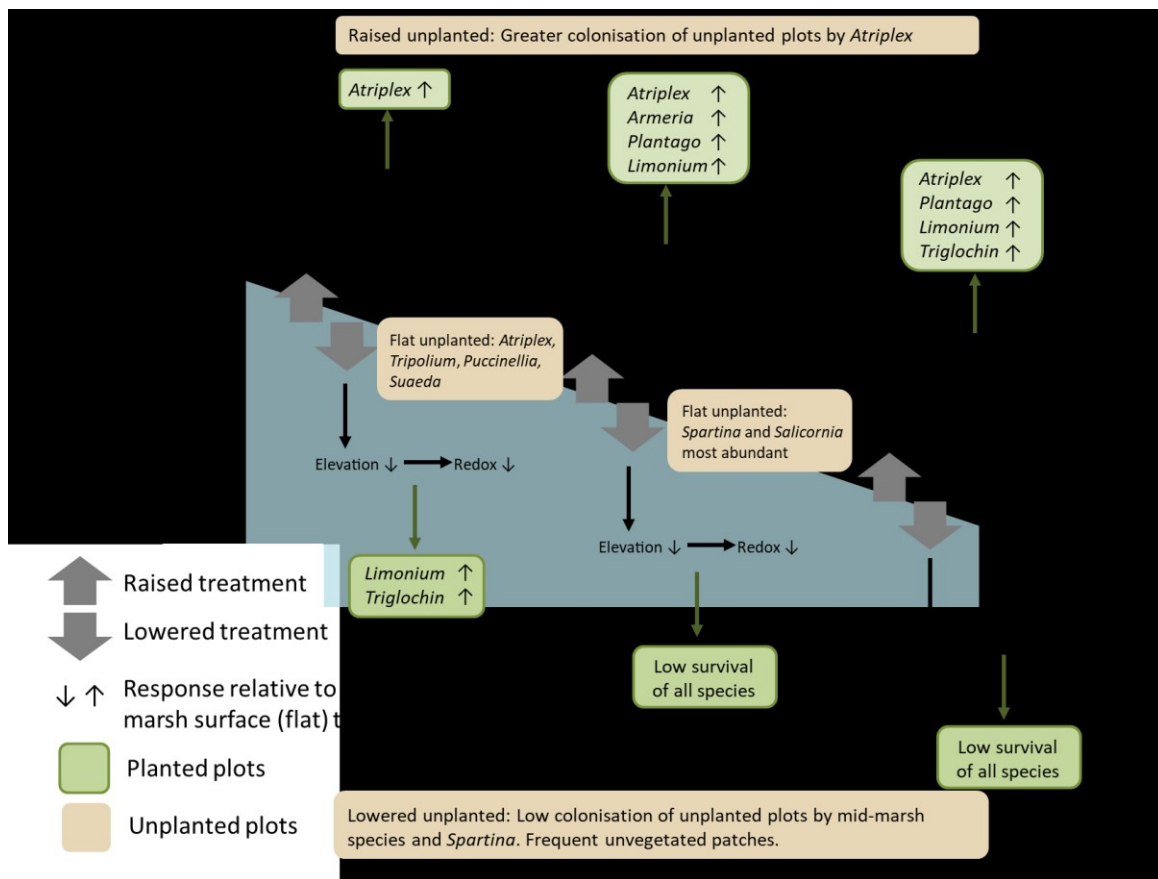 Raised unplanted: Greater colonisation of unplanted plots by Atriplex
Atriplex ↑
Atriplex ↑
Armeria ↑
Plantago ↑
Limonium ↑
Atriplex ↑
Plantago ↑
Limonium ↑
Triglochin ↑
Flat unplanted: Atriplex,
Tripolium, Puccinellia,
Suaeda
Flat unplanted:
Spartina and Salicornia
most abundant
Elevation ↓ Redox ↓
Elevation ↓ Redox ↓
Limonium ↑
Triglochin ↑
Low survival
of all species
Low survival
of all species
Raised treatment
Lowered treatment
↓ ↑ Response relative to
marsh surface (flat) t
Planted plots
Unplanted plots
Lowered unplanted: Low colonisation of unplanted plots by mid-marsh
species and Spartina. Frequent unvegetated patches.